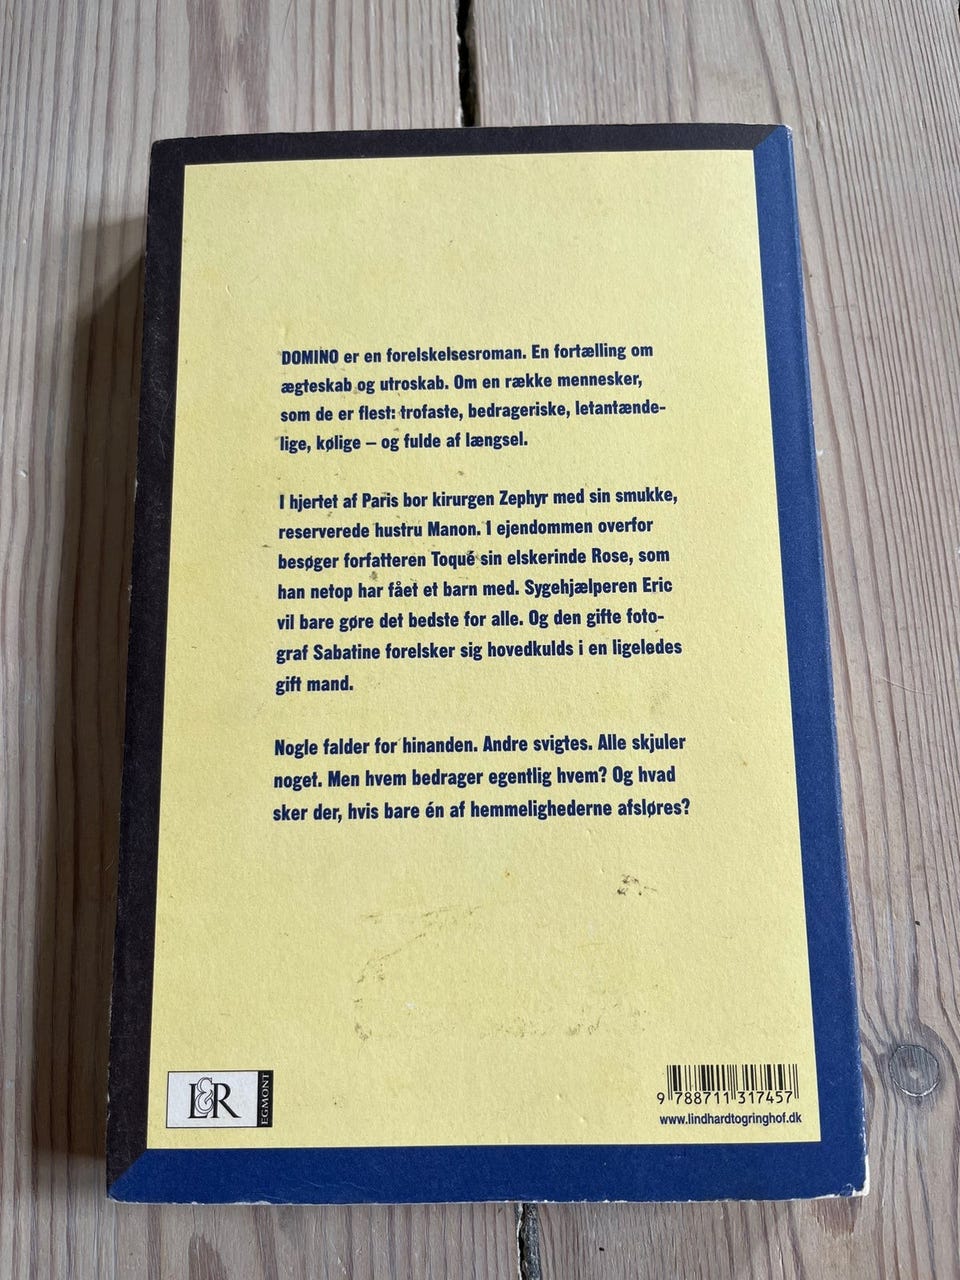 DOMINO er en forelskelsesroman. En fortælling om
ægteskab og utroskab. Om en række mennesker,
som de er flest: trofaste, bedrageriske, letantænde-
lige, kølige – og fulde af længsel.
I hjertet af Paris bor kirurgen Zephyr med sin smukke,
reserverede hustru Manon. I ejendommen overfor
besøger forfatteren Toqué sin elskerinde Rose, som
han netop har fået et barn med. Sygehjælperen Eric
vil bare gøre det bedste for alle. Og den gifte foto-
graf Sabatine forelsker sig hovedkulds i en ligeledes
gift mand.
Nogle falder for hinanden. Andre svigtes. Alle skjuler
noget. Men hvem bedrager egentlig hvem? Og hvad
sker der, hvis bare én af hemmelighederne afsløres?
L&R EGMONT
9 788711 317457
www.lindhardtogringhof.dk